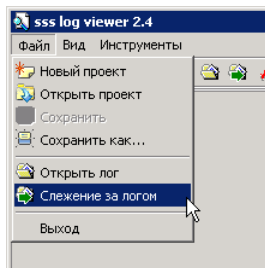 sss log viewer 2.4
Файл Вид Инструменты
Новый проект
Открыть проект
Сохранить
Сохранить как...
Открыть лог
Слежение за логом
Выход